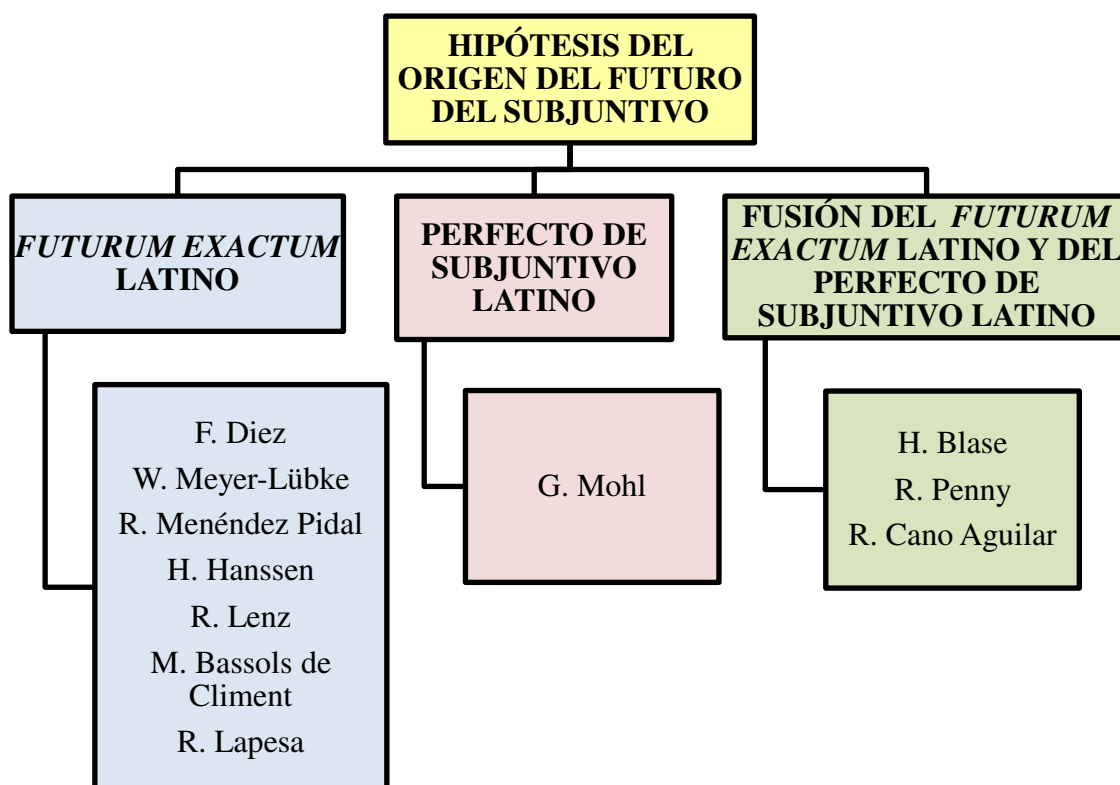 HIPÓTESIS DEL
ORIGEN DEL FUTURO
DEL SUBJUNTIVO
FUTURUM EXACTUM
LATINO
F. Diez
W. Meyer-Lübke
R. Menéndez Pidal
H. Hanssen
R. Lenz
M. Bassols de
Climent
R. Lapesa
PERFECTO DE
SUBJUNTIVO
LATINO
G. Mohl
FUSIÓN DEL FUTURUM
EXACTUM LATINO Y DEL
PERFECTO DE
SUBJUNTIVO LATINO
H. Blase
R. Penny
R. Cano Aguilar